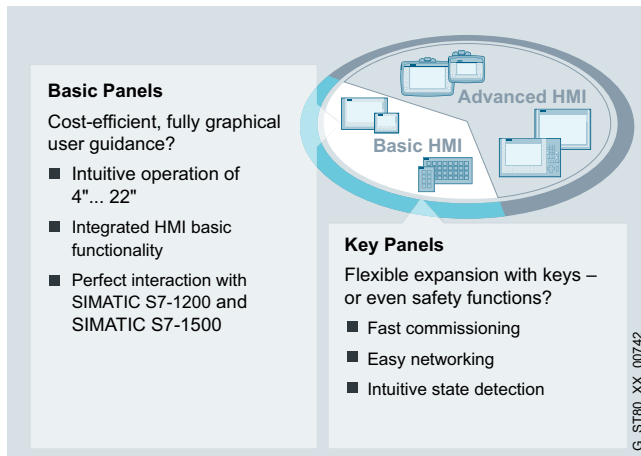 Basic Panels
Cost-efficient, fully graphical
user guidance?
■ Intuitive operation of
4"... 22"
■ Integrated HMI basic
functionality
■ Perfect interaction with
SIMATIC S7-1200 and
SIMATIC S7-1500
Advanced HMI
Basic HMI
Key Panels
Flexible expansion with keys –
or even safety functions?
■ Fast commissioning
■ Easy networking
■ Intuitive state detection
G_ST80_XX_00742